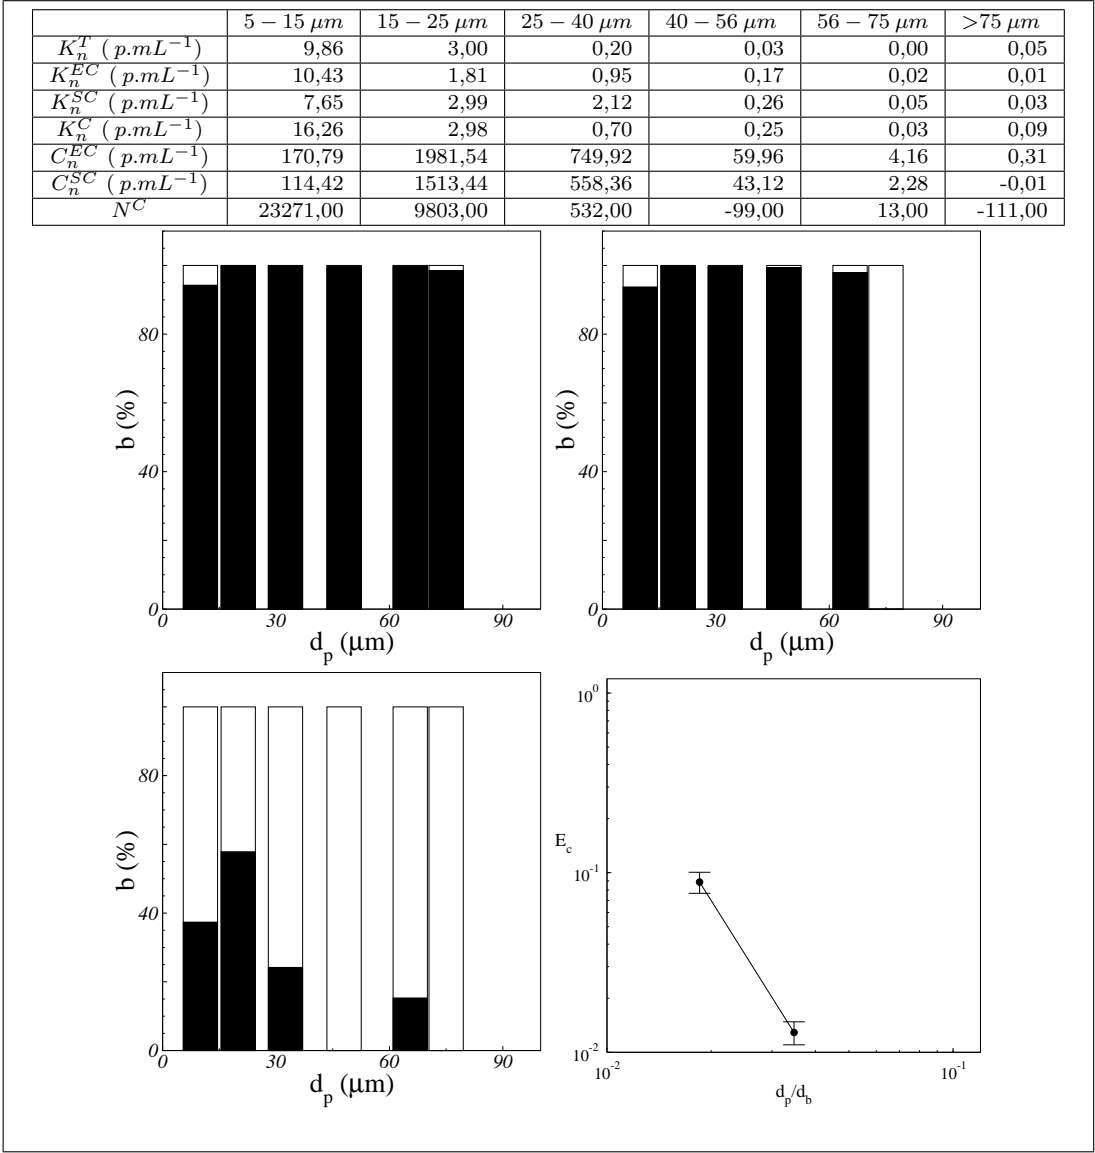 5 − 15 μm 15 − 25 μm 25 − 40 μm 40 − 56 μm 56 − 75 μm >75 μm
K_n^T ( p.mL^{−1}) 9,86 3,00 0,20 0,03 0,00 0,05
K_n^{EC} ( p.mL^{−1}) 10,43 1,81 0,95 0,17 0,02 0,01
K_n^{SC} ( p.mL^{−1}) 7,65 2,99 2,12 0,26 0,05 0,03
K_n^C ( p.mL^{−1}) 16,26 2,98 0,70 0,25 0,03 0,09
C_n^{EC} ( p.mL^{−1}) 170,79 1981,54 749,92 59,96 4,16 0,31
C_n^{SC} ( p.mL^{−1}) 114,42 1513,44 558,36 43,12 2,28 -0,01
N^C 23271,00 9803,00 532,00 -99,00 13,00 -111,00
80
b (%)
40
0
0 30 60 90
d_p (μm)
80
b (%)
40
0
0 30 60 90
d_p (μm)
80
b (%)
40
0
0 30 60 90
d_p (μm)
10^0
E_c
10^{-1}
10^{-2}
10^{-2} 10^{-1}
d_p/d_b